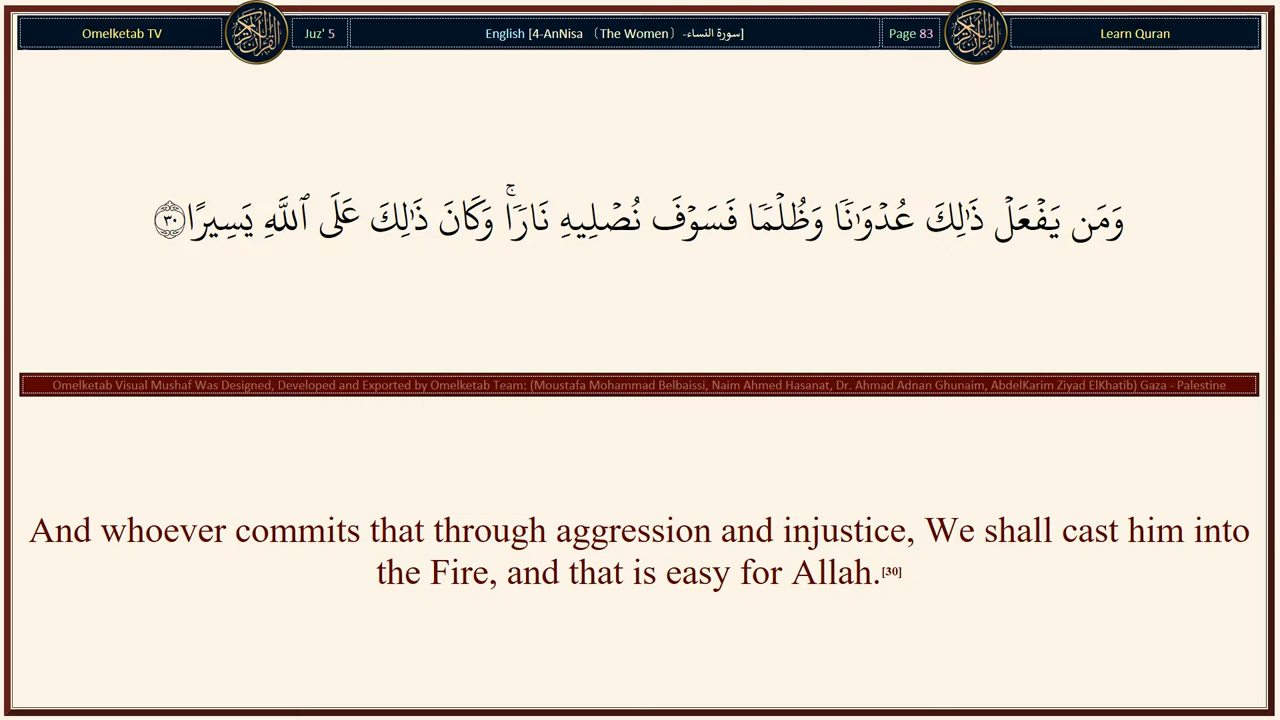 Omelketab TV
Juz' 5
English [4-AnNisa 〔The Women〕-سورة النساء]
Page 83
Learn Quran
وَمَن يَفۡعَلۡ ذَٰلِكَ عُدۡوَٰنٗا وَظُلۡمٗا فَسَوۡفَ نُصۡلِيهِ نَارٗاۚ وَكَانَ ذَٰلِكَ عَلَى ٱللَّهِ يَسِيرًا ٣٠
Omelketab Visual Mushaf Was Designed, Developed and Exported by Omelketab Team: (Moustafa Mohammad Belbaissi, Naim Ahmed Hasanat, Dr. Ahmad Adnan Ghunaim, AbdelKarim Ziyad ElKhatib) Gaza - Palestine
And whoever commits that through aggression and injustice, We shall cast him into
the Fire, and that is easy for Allah.[30]